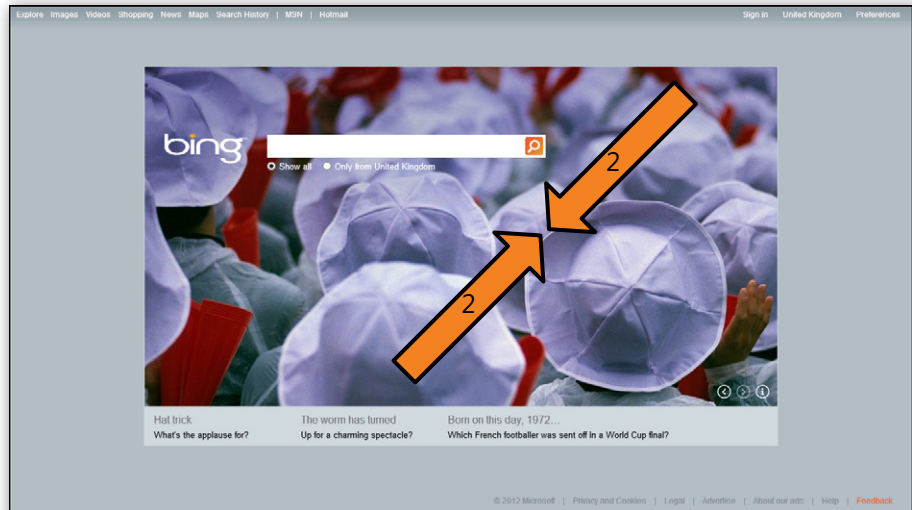 Explore Images Videos Shopping News Maps Search History | MSN | Hotmail
Sign in United Kingdom Preferences
bing
Show all Only from United Kingdom
2
2
Hat trick
What's the applause for?
The worm has turned
Up for a charming spectacle?
Born on this day, 1972...
Which French footballer was sent off in a World Cup final?
© 2012 Microsoft | Privacy and Cookies | Legal | Advertise | About our ads | Help | Feedback